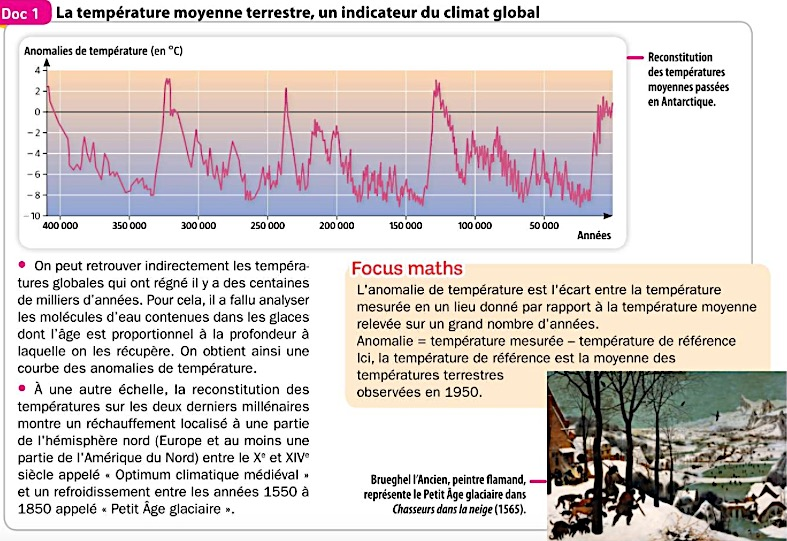 Doc 1 La température moyenne terrestre, un indicateur du climat global
Anomalies de température (en °C)
4
2
0
– 2
– 4
– 6
– 8
– 10
400 000 350 000 300 000 250 000 200 000 150 000 100 000 50 000
Années
Reconstitution
des températures
moyennes passées
en Antarctique.
• On peut retrouver indirectement les tempéra-
tures globales qui ont régné il y a des centaines
de milliers d'années. Pour cela, il a fallu analyser
les molécules d'eau contenues dans les glaces
dont l'âge est proportionnel à la profondeur à
laquelle on les récupère. On obtient ainsi une
courbe des anomalies de température.
• À une autre échelle, la reconstitution des
températures sur les deux derniers millénaires
montre un réchauffement localisé à une partie
de l'hémisphère nord (Europe et au moins une
partie de l'Amérique du Nord) entre le Xe et XIVe
siècle appelé « Optimum climatique médiéval »
et un refroidissement entre les années 1550 à
1850 appelé « Petit Âge glaciaire ».
Focus maths
L'anomalie de température est l'écart entre la température
mesurée en un lieu donné par rapport à la température moyenne
relevée sur un grand nombre d'années.
Anomalie = température mesurée – température de référence
Ici, la température de référence est la moyenne des
températures terrestres
observées en 1950.
Brueghel l'Ancien, peintre flamand,
représente le Petit Âge glaciaire dans
Chasseurs dans la neige (1565).